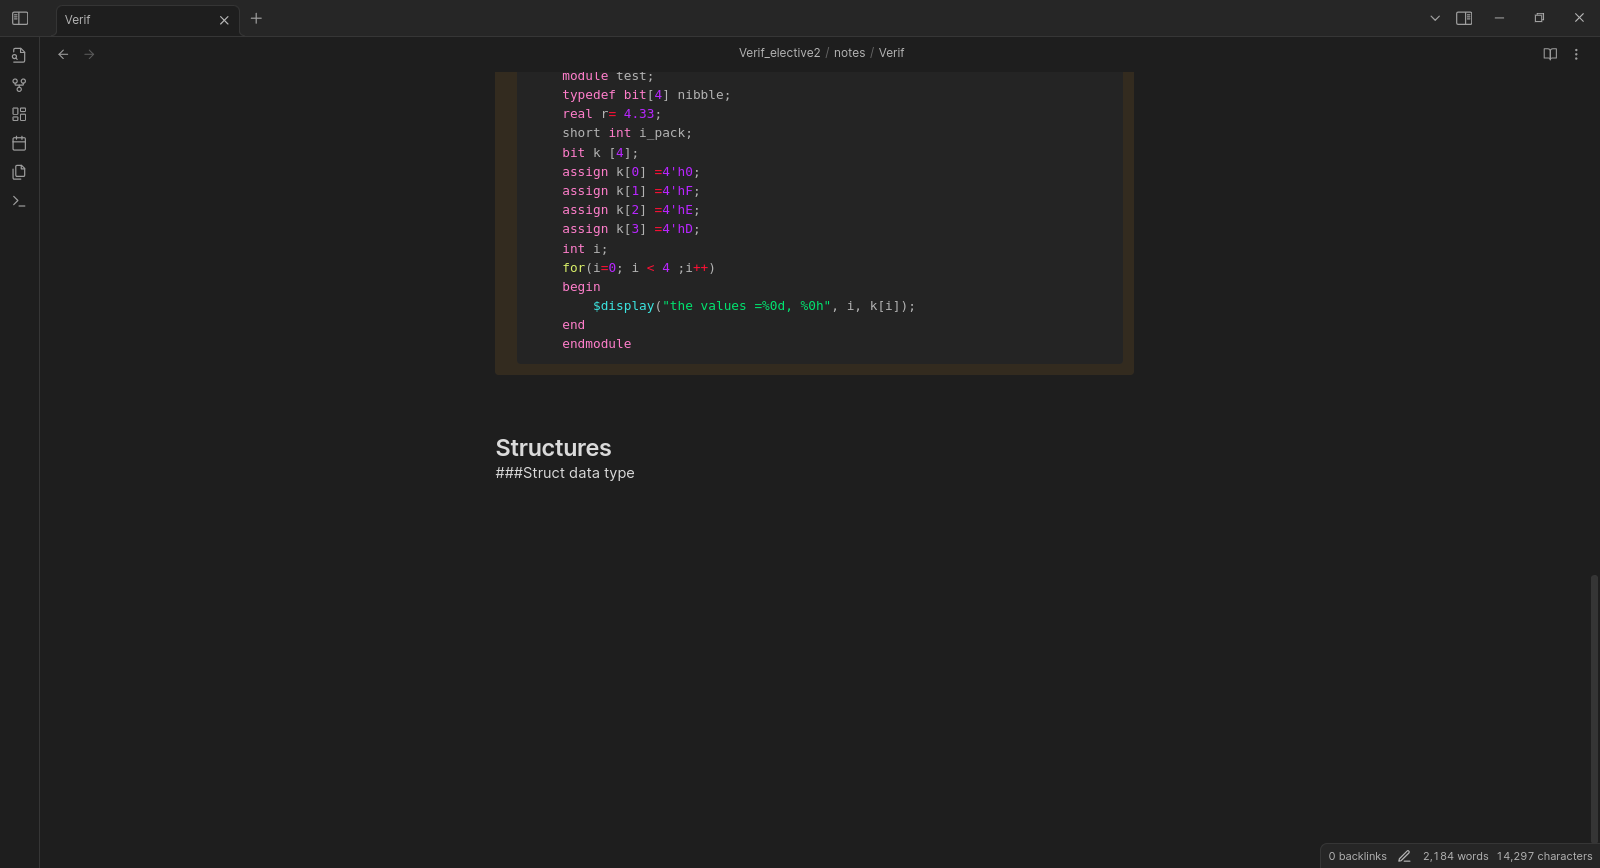 Verif
Verif_elective2 / notes / Verif
module test;
typedef bit[4] nibble;
real r= 4.33;
short int i_pack;
bit k [4];
assign k[0] =4'h0;
assign k[1] =4'hF;
assign k[2] =4'hE;
assign k[3] =4'hD;
int i;
for(i=0; i < 4 ;i++)
begin
$display("the values =%0d, %0h", i, k[i]);
end
endmodule
Structures
###Struct data type
0 backlinks 2,184 words 14,297 characters